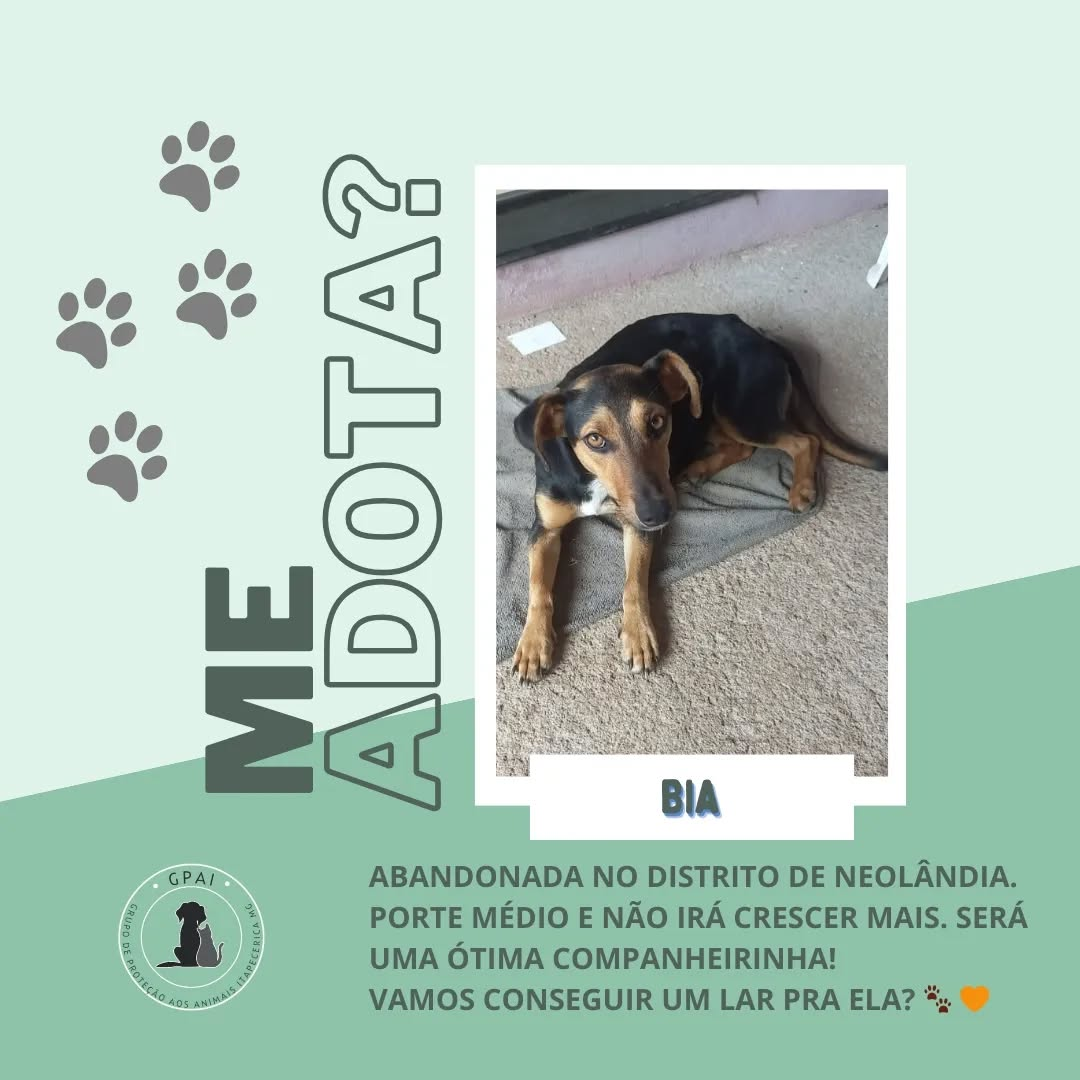 ME
ADOTA?
BIA
ABANDONADA NO DISTRITO DE NEOLÂNDIA.
PORTE MÉDIO E NÃO IRÁ CRESCER MAIS. SERÁ
UMA ÓTIMA COMPANHEIRINHA!
VAMOS CONSEGUIR UM LAR PRA ELA? 🐾 🧡
• GPAI •
GRUPO DE PROTEÇÃO AOS ANIMAIS ITAPECERICA MG